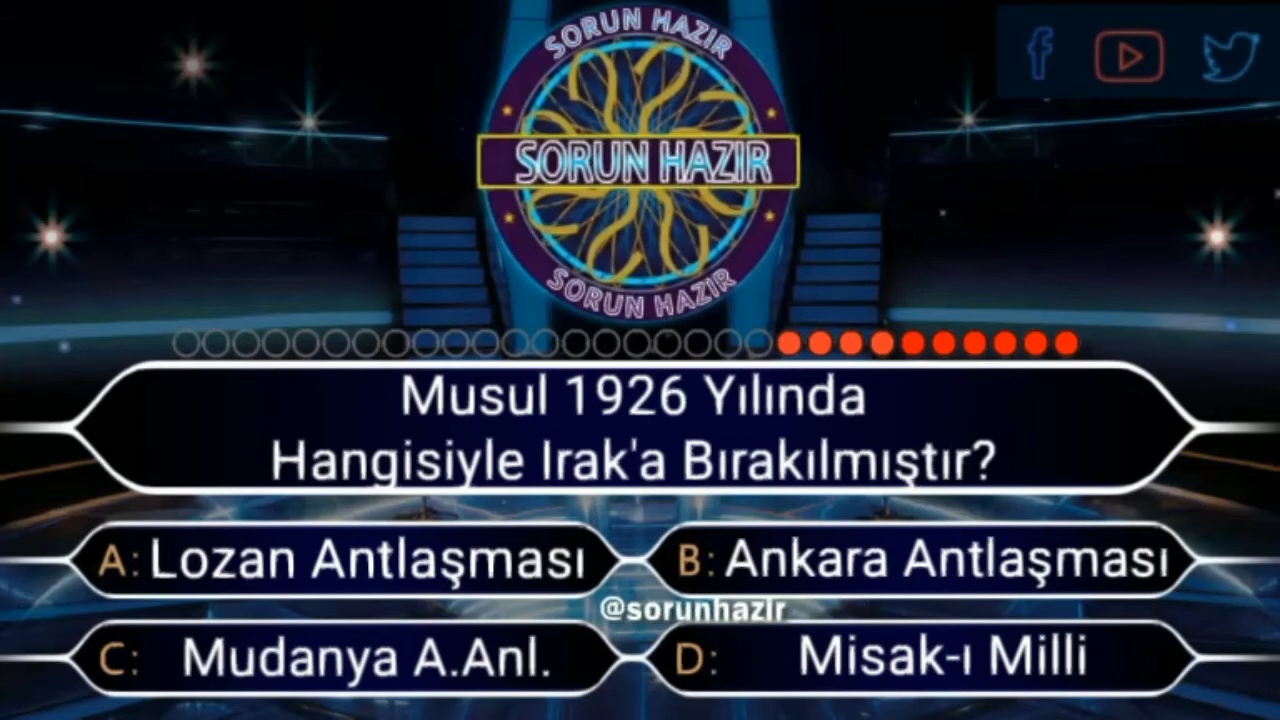 SORUN HAZIR
SORUN HAZIR
SORUN HAZIR
Musul 1926 Yılında
Hangisiyle Irak'a Bırakılmıştır?
A: Lozan Antlaşması
B: Ankara Antlaşması
@sorunhazir
C: Mudanya A.Anl.
D: Misak-ı Milli